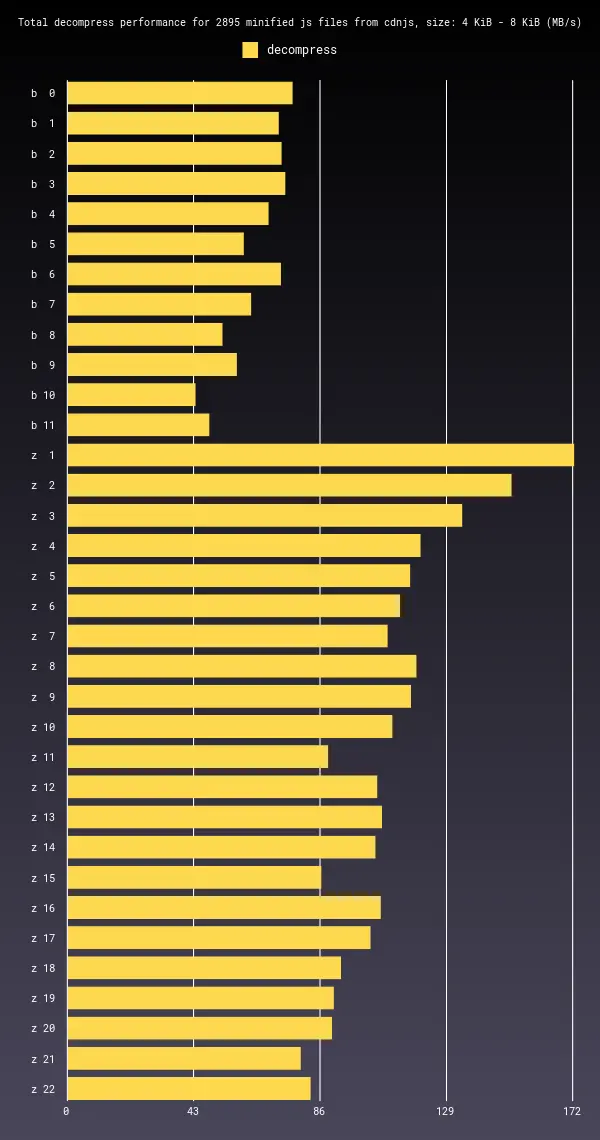 Total decompress performance for 2895 minified js files from cdnjs, size: 4 KiB - 8 KiB (MB/s)
decompress
b 0
b 1
b 2
b 3
b 4
b 5
b 6
b 7
b 8
b 9
b 10
b 11
z 1
z 2
z 3
z 4
z 5
z 6
z 7
z 8
z 9
z 10
z 11
z 12
z 13
z 14
z 15
z 16
z 17
z 18
z 19
z 20
z 21
z 22
0 43 86 129 172